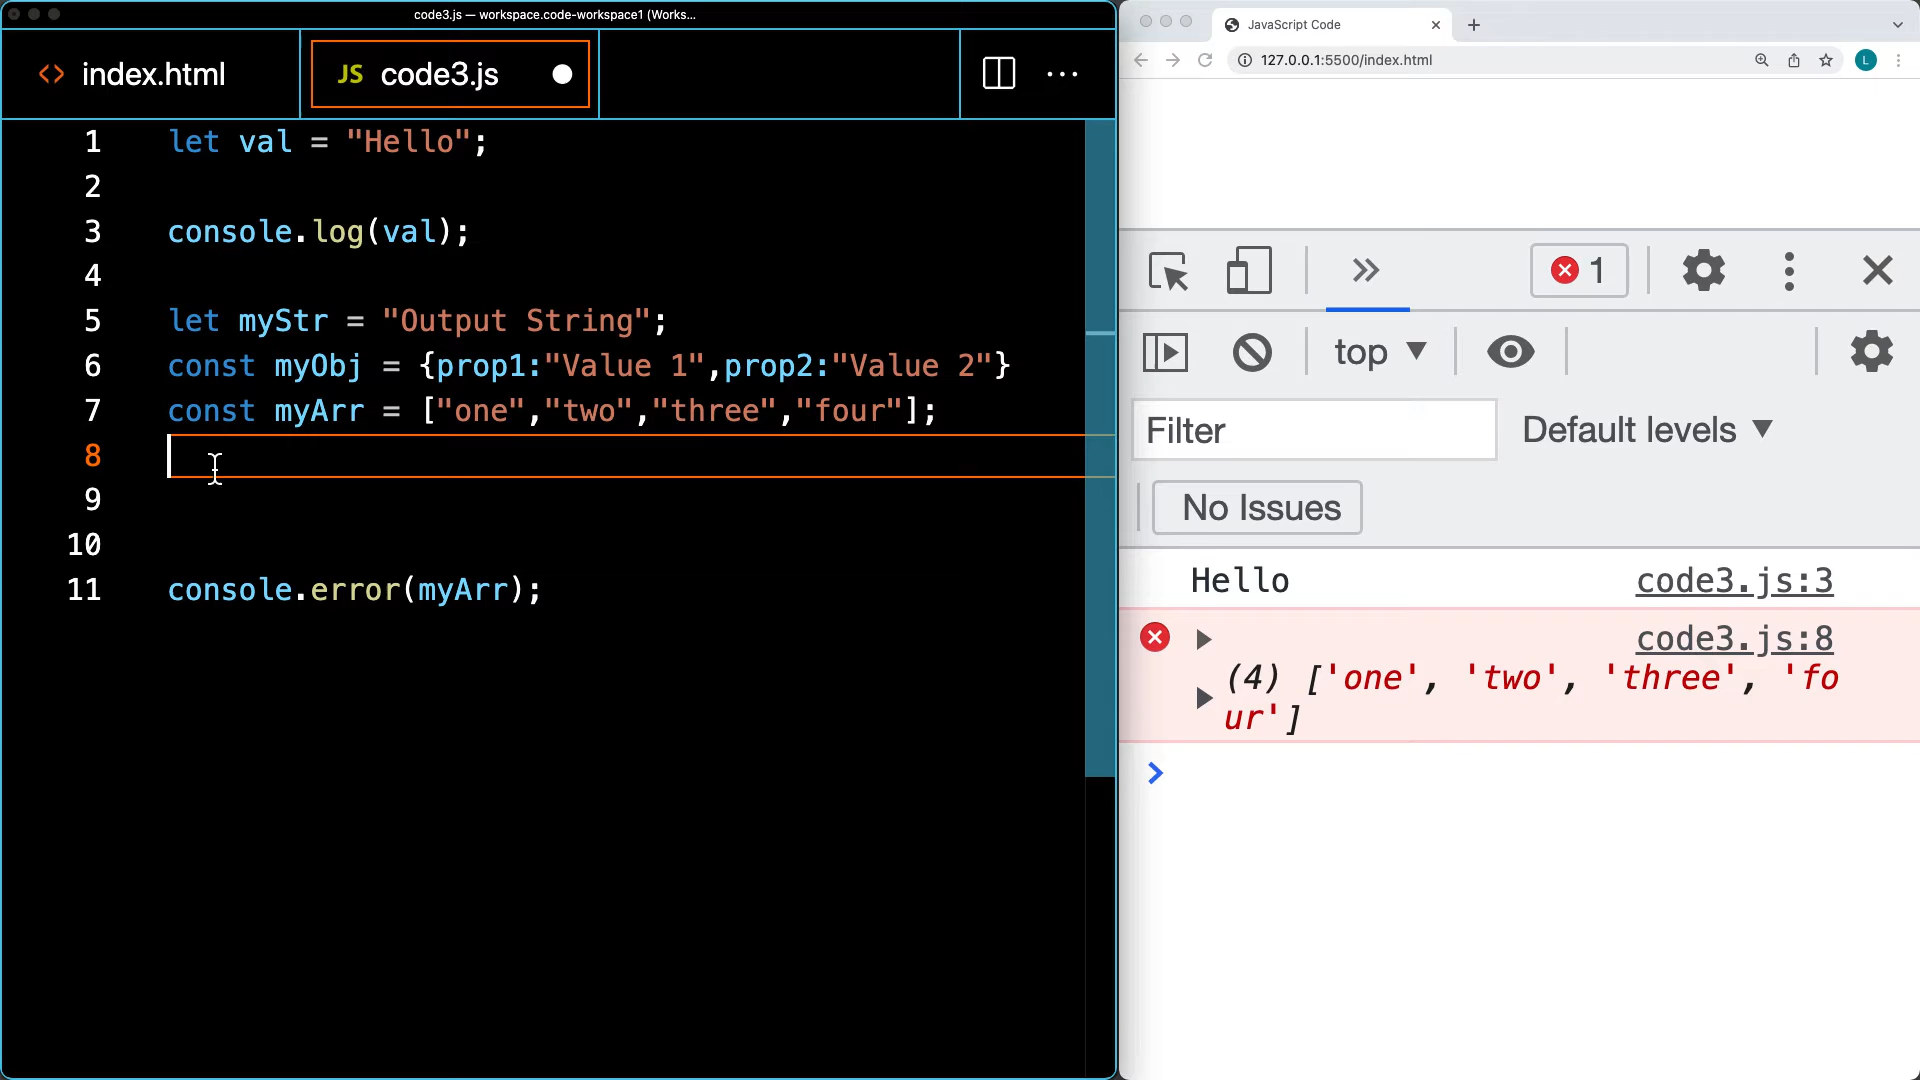 code3.js — workspace.code-workspace1 (Works...
index.html
JS code3.js
1 let val = "Hello";
2
3 console.log(val);
4
5 let myStr = "Output String";
6 const myObj = {prop1:"Value 1",prop2:"Value 2"}
7 const myArr = ["one","two","three","four"];
8
9
10
11 console.error(myArr);
JavaScript Code
127.0.0.1:5500/index.html
L
1
top
Filter
Default levels
No Issues
Hello code3.js:3
code3.js:8
(4) ['one', 'two', 'three', 'fo
ur']